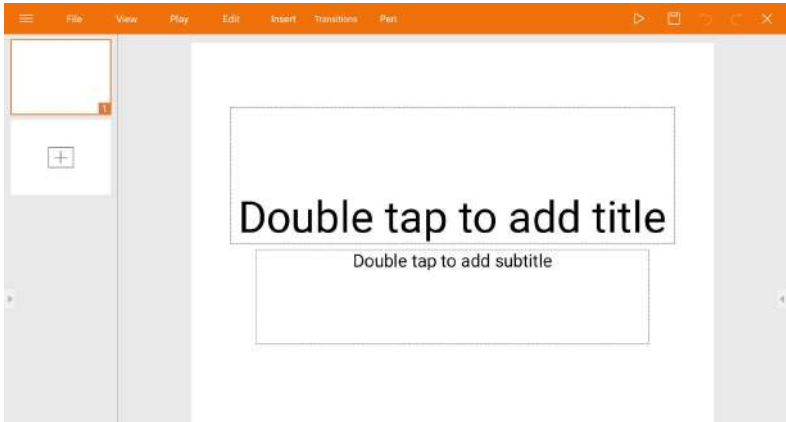 File View Play Edit Insert Transitions Pen
1
Double tap to add title
Double tap to add subtitle